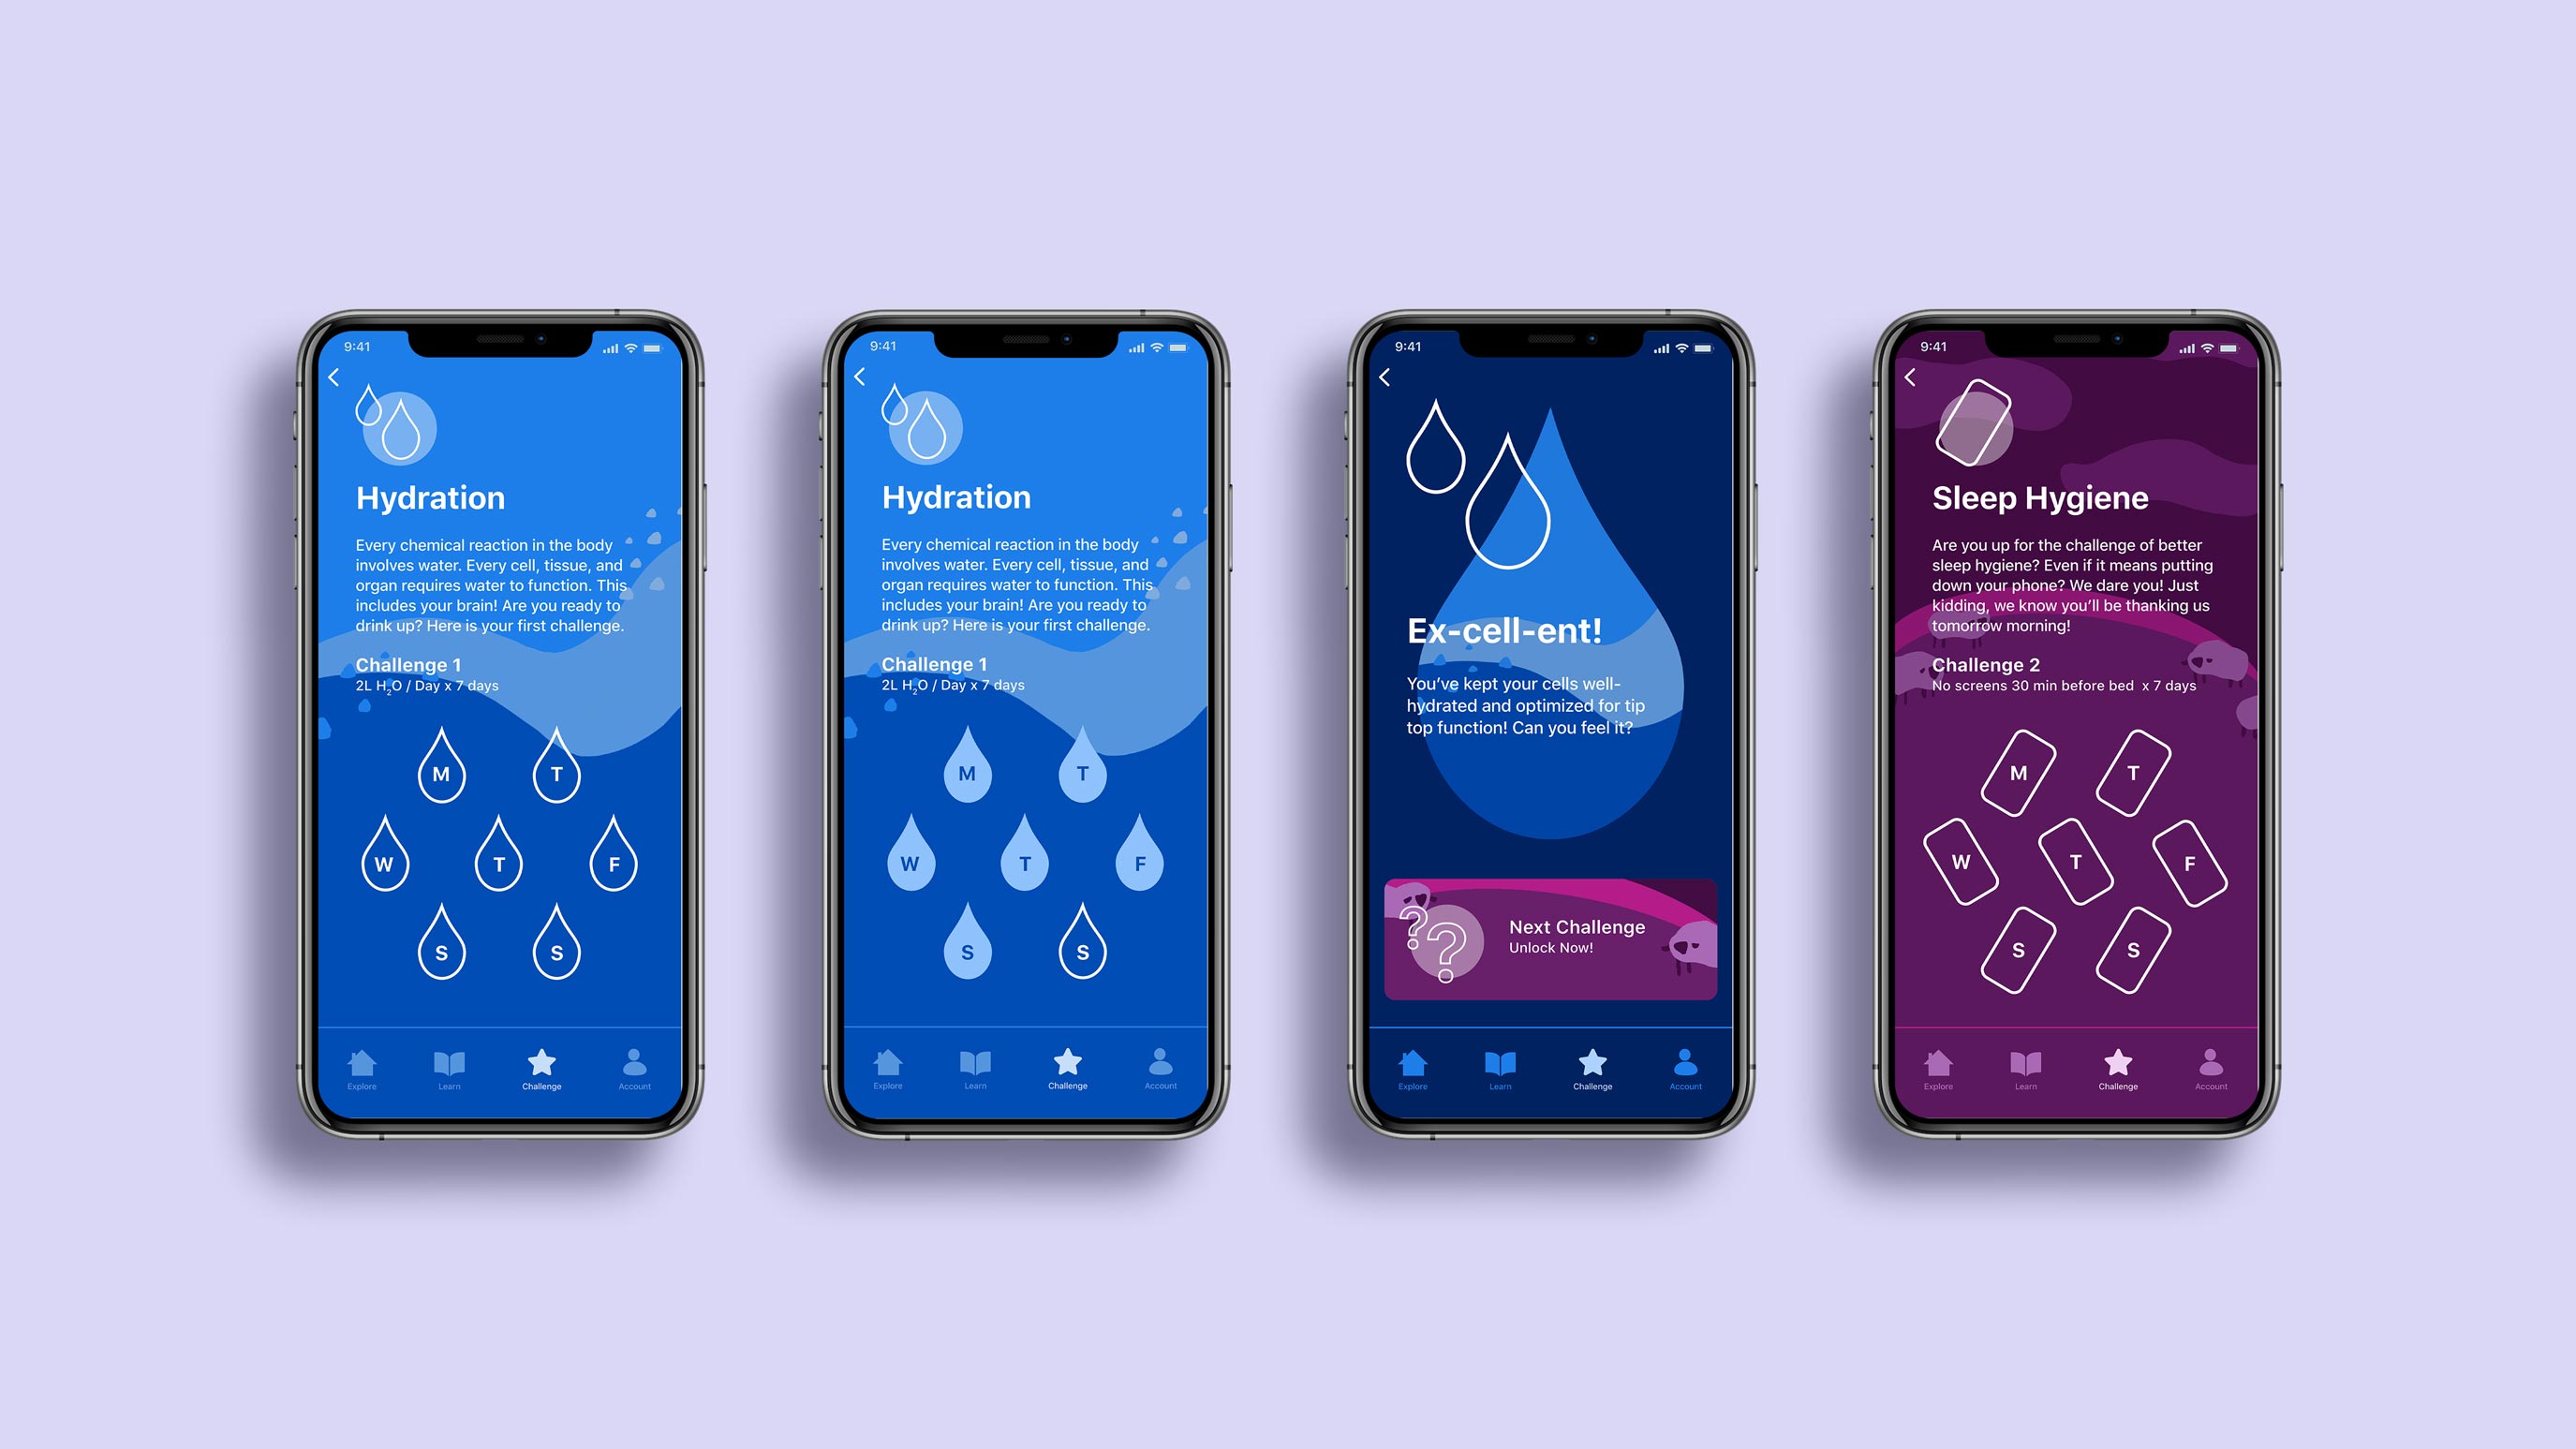 9:41
Hydration
Every chemical reaction in the body
involves water. Every cell, tissue, and
organ requires water to function. This
includes your brain! Are you ready to
drink up? Here is your first challenge.
Challenge 1
2L H₂O / Day x 7 days
M T
W T F
S S
Explore Learn Challenge Account
9:41
Hydration
Every chemical reaction in the body
involves water. Every cell, tissue, and
organ requires water to function. This
includes your brain! Are you ready to
drink up? Here is your first challenge.
Challenge 1
2L H₂O / Day x 7 days
M T
W T F
S S
Explore Learn Challenge Account
9:41
Ex-cell-ent!
You’ve kept your cells well-
hydrated and optimized for tip
top function! Can you feel it?
? ?
Next Challenge
Unlock Now!
Explore Learn Challenge Account
9:41
Sleep Hygiene
Are you up for the challenge of better
sleep hygiene? Even if it means putting
down your phone? We dare you! Just
kidding, we know you’ll be thanking us
tomorrow morning!
Challenge 2
No screens 30 min before bed x 7 days
M T
W T F
S S
Explore Learn Challenge Account